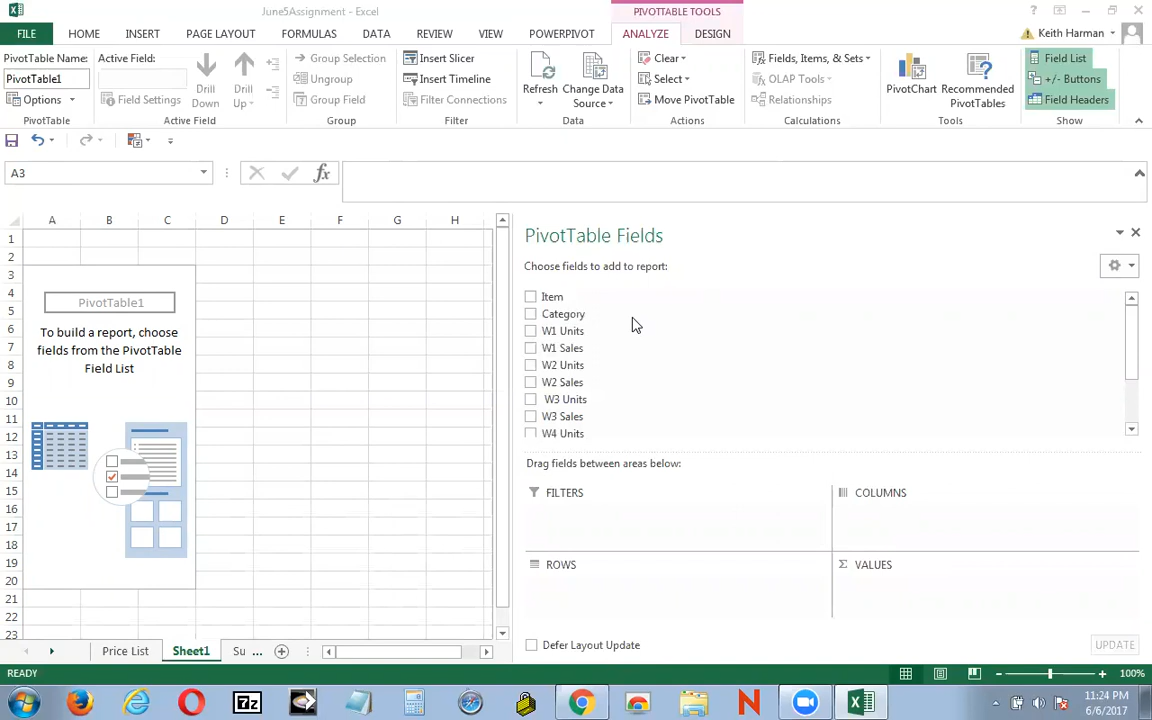 June5Assignment - Excel
PIVOTTABLE TOOLS
FILE HOME INSERT PAGE LAYOUT FORMULAS DATA REVIEW VIEW POWERPIVOT ANALYZE DESIGN Keith Harman
PivotTable Name:
PivotTable1
Options
PivotTable
Active Field:
Field Settings
Drill Down
Drill Up
Active Field
Group Selection
Ungroup
Group Field
Group
Insert Slicer
Insert Timeline
Filter Connections
Filter
Refresh
Change Data Source
Data
Clear
Select
Move PivotTable
Actions
Fields, Items, & Sets
OLAP Tools
Relationships
Calculations
PivotChart
Recommended PivotTables
Tools
Field List
+/- Buttons
Field Headers
Show
A3
fx
A B C D E F G H
1
2
3
4
5
6
7
8
9
10
11
12
13
14
15
16
17
18
19
20
21
22
23
PivotTable1
To build a report, choose
fields from the PivotTable
Field List
PivotTable Fields
Choose fields to add to report:
Item
Category
W1 Units
W1 Sales
W2 Units
W2 Sales
W3 Units
W3 Sales
W4 Units
Drag fields between areas below:
FILTERS
COLUMNS
ROWS
VALUES
Defer Layout Update
UPDATE
Price List Sheet1 Su ...
READY
100%
11:24 PM
6/6/2017